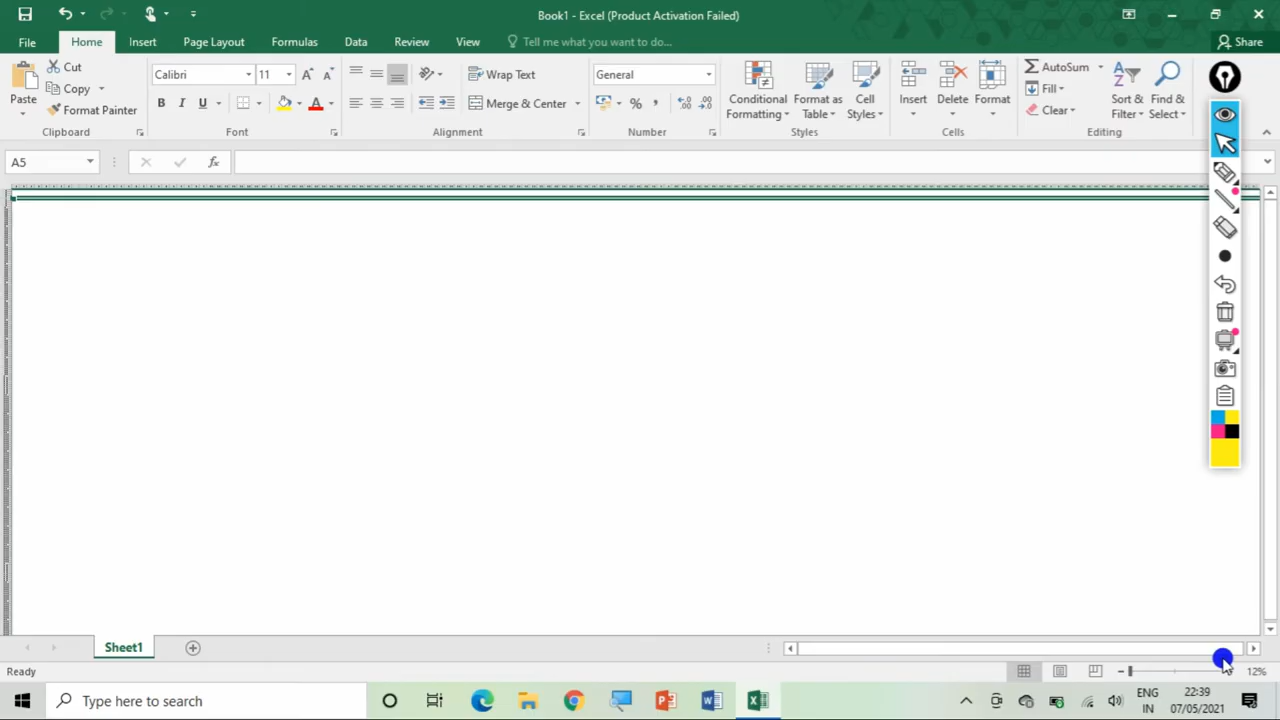 Book1 - Excel (Product Activation Failed)
File Home Insert Page Layout Formulas Data Review View Tell me what you want to do... Share
Paste Cut Copy Format Painter Clipboard
Calibri 11 B I U A Font
Wrap Text Merge & Center Alignment
General % , Number
Conditional Formatting Format as Table Cell Styles Styles
Insert Delete Format Cells
AutoSum Fill Clear Sort & Filter Find & Select Editing
A5 fx
Sheet1
Ready 12%
Type here to search ENG IN 22:39 07/05/2021